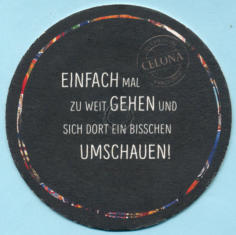 CELONA
EINFACH MAL
ZU WEIT GEHEN UND
SICH DORT EIN BISSCHEN
UMSCHAUEN!